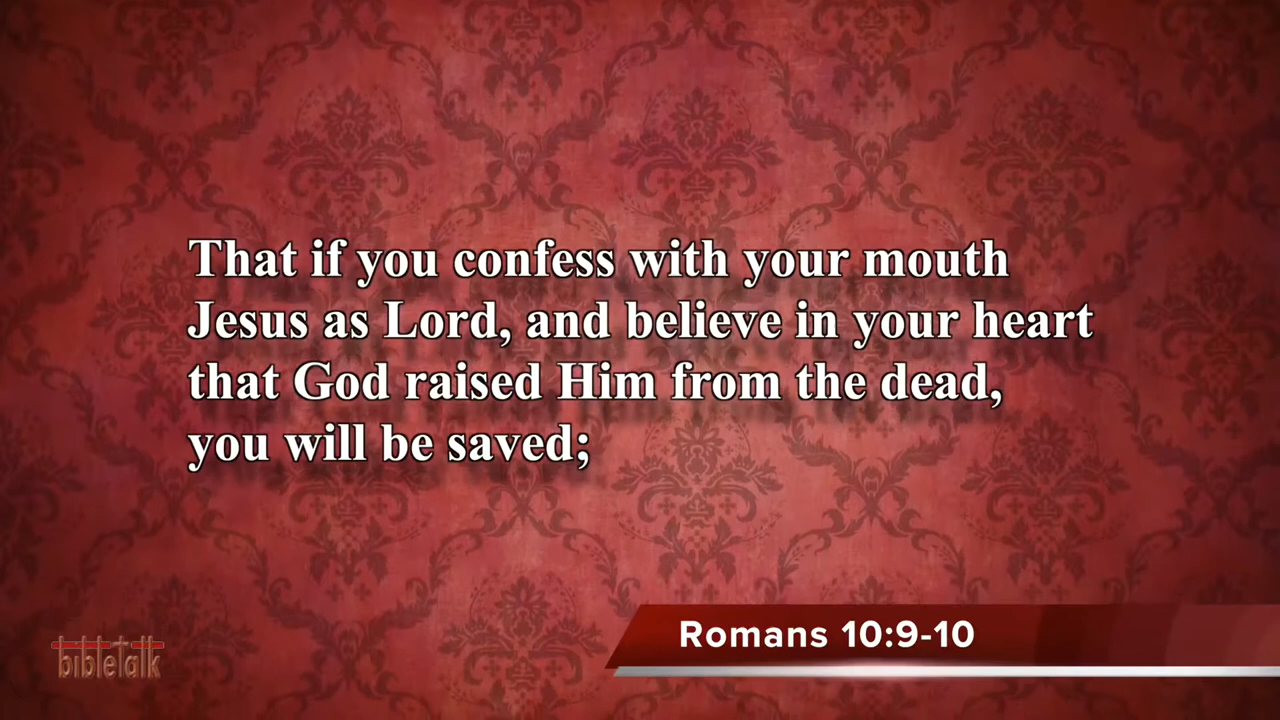 That if you confess with your mouth
Jesus as Lord, and believe in your heart
that God raised Him from the dead,
you will be saved;
Romans 10:9-10
bibletalk